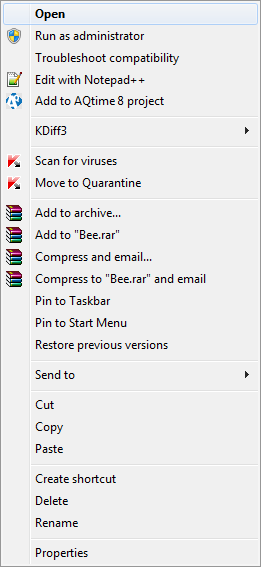 Open
Run as administrator
Troubleshoot compatibility
Edit with Notepad++
Add to AQtime 8 project
KDiff3
Scan for viruses
Move to Quarantine
Add to archive...
Add to "Bee.rar"
Compress and email...
Compress to "Bee.rar" and email
Pin to Taskbar
Pin to Start Menu
Restore previous versions
Send to
Cut
Copy
Paste
Create shortcut
Delete
Rename
Properties